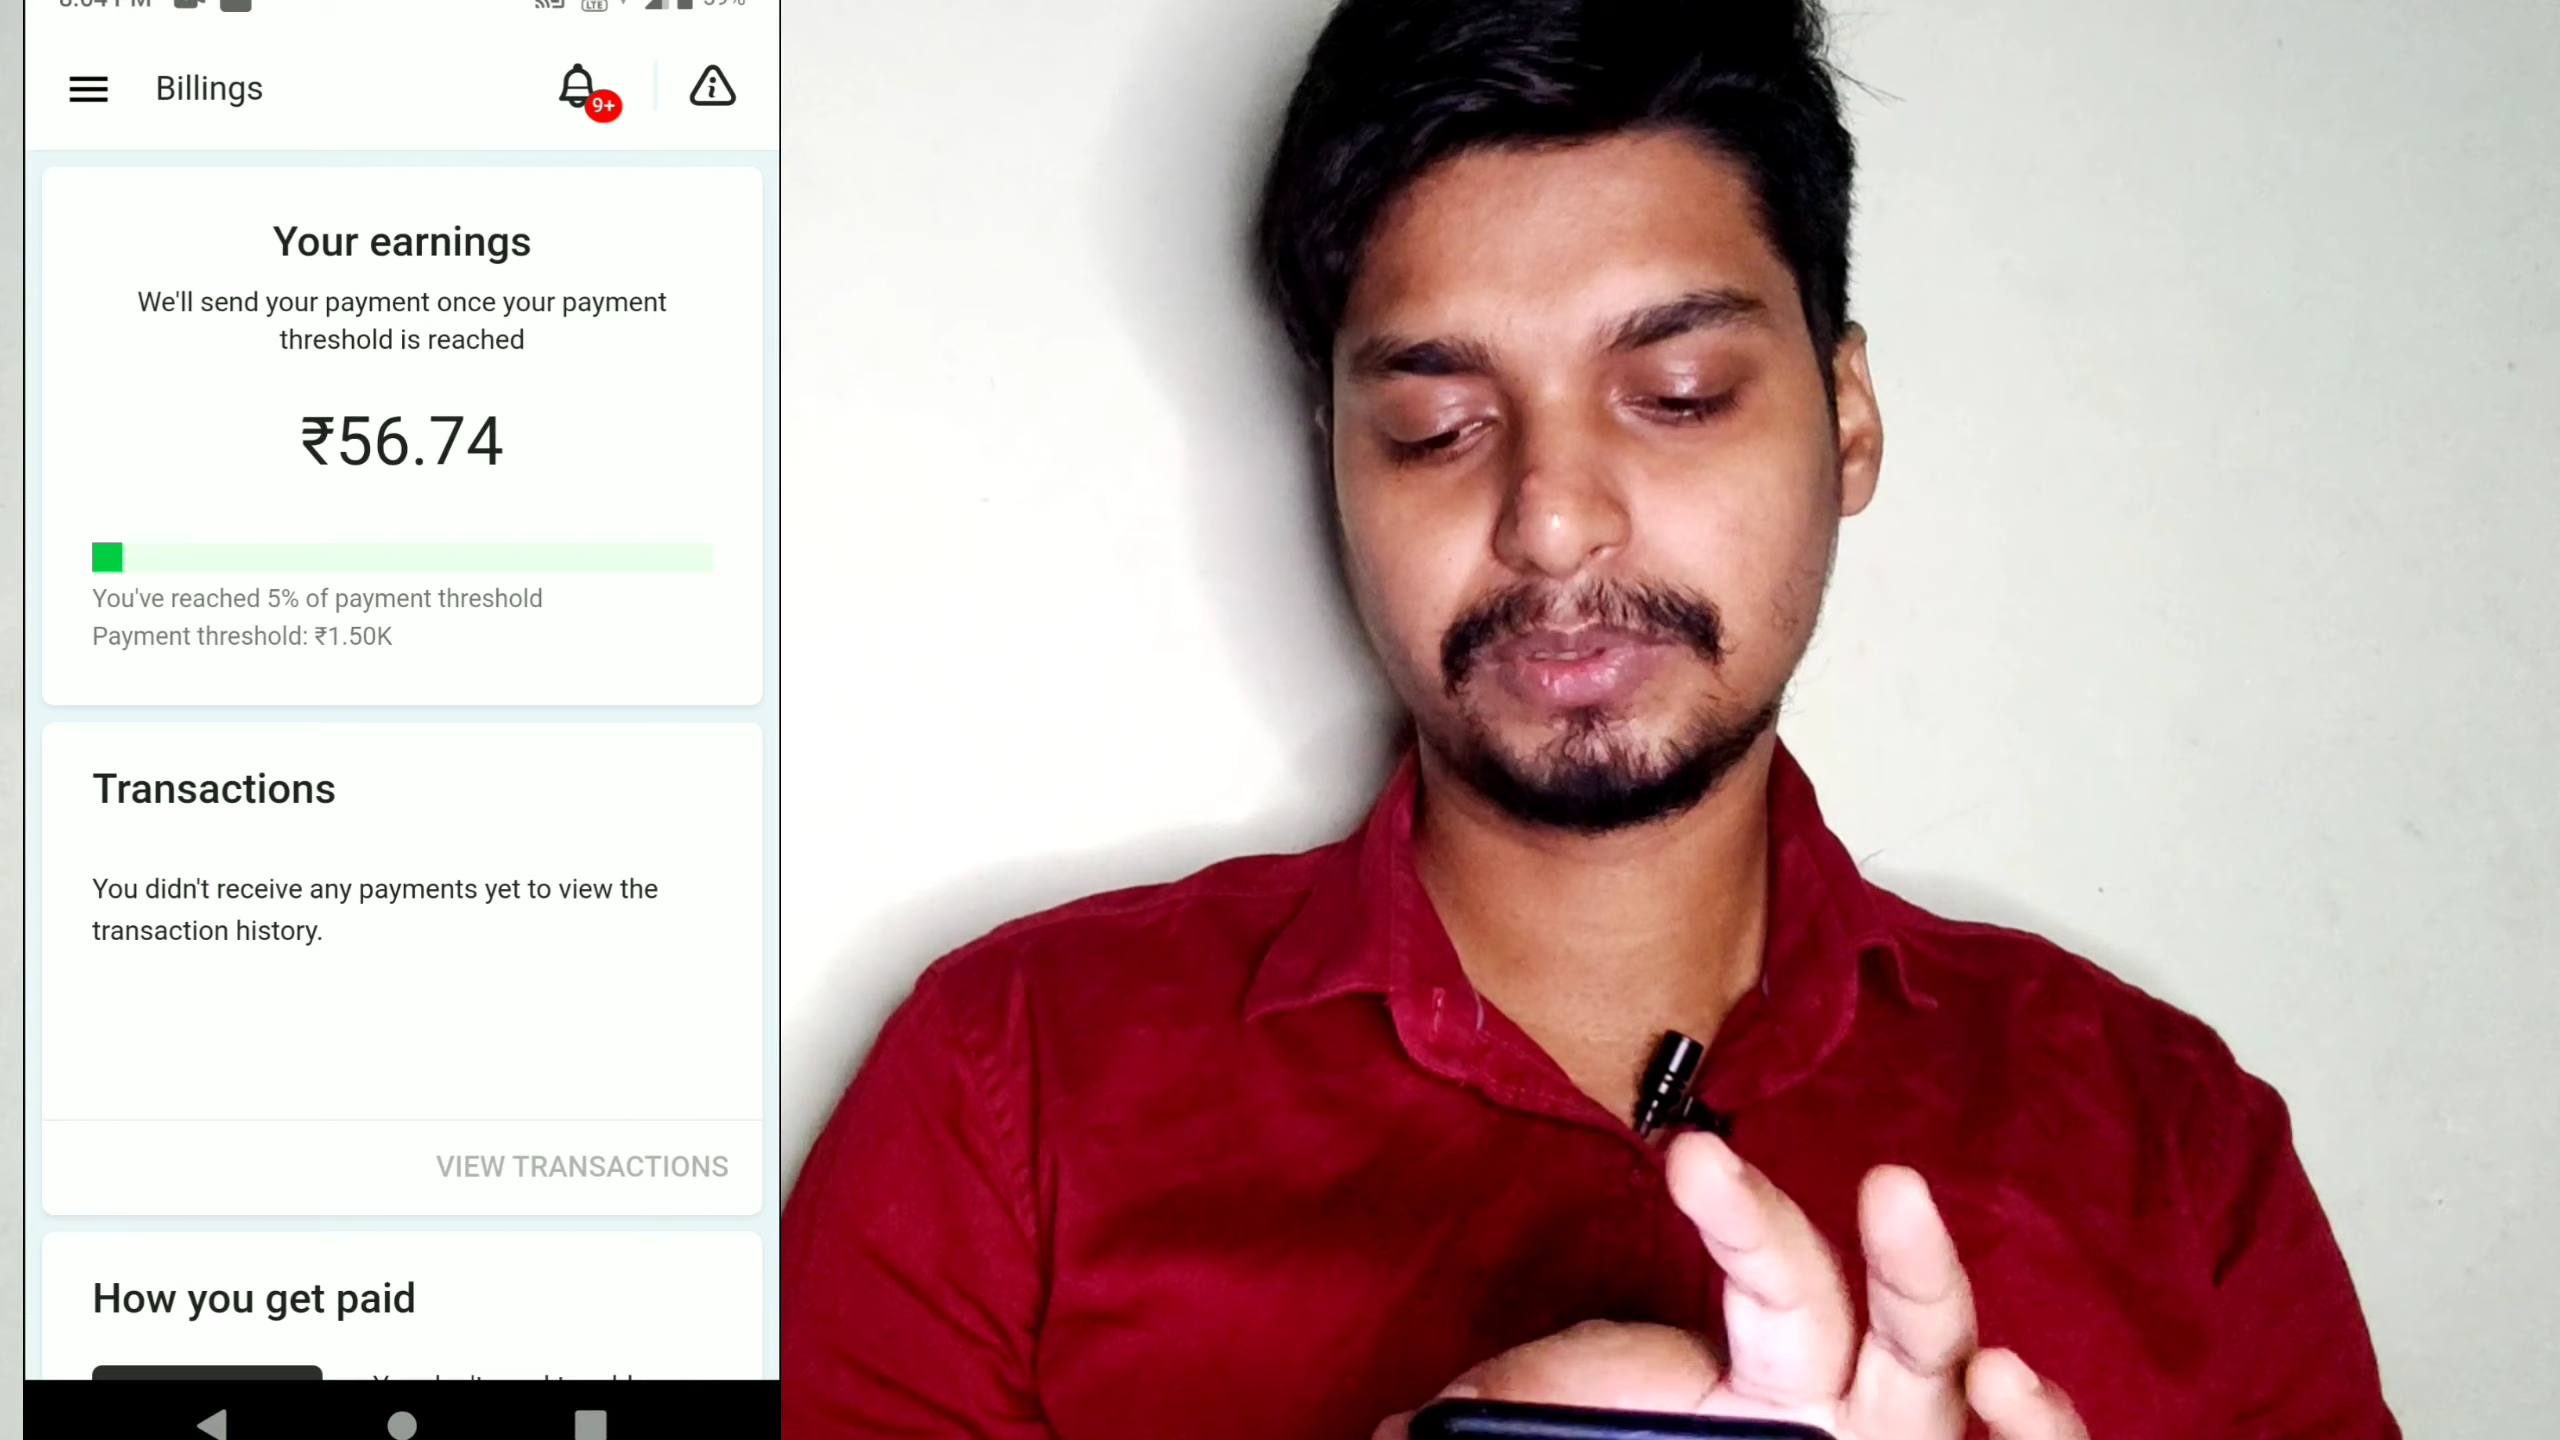 Billings
9+
Your earnings
We'll send your payment once your payment
threshold is reached
₹56.74
You've reached 5% of payment threshold
Payment threshold: ₹1.50K
Transactions
You didn't receive any payments yet to view the
transaction history.
VIEW TRANSACTIONS
How you get paid